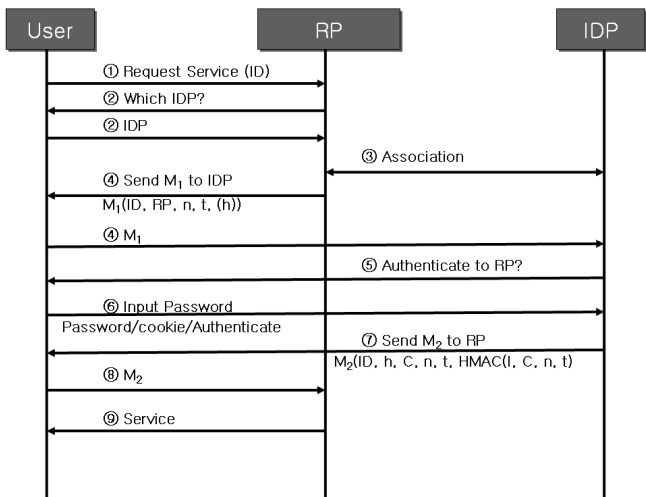 User
RP
IDP
① Request Service (ID)
② Which IDP?
② IDP
③ Association
④ Send M₁ to IDP
M₁(ID, RP, n, t, (h))
④ M₁
⑤ Authenticate to RP?
⑥ Input Password
Password/cookie/Authenticate
⑦ Send M₂ to RP
M₂(ID, h, C, n, t, HMAC(I, C, n, t)
⑧ M₂
⑨ Service